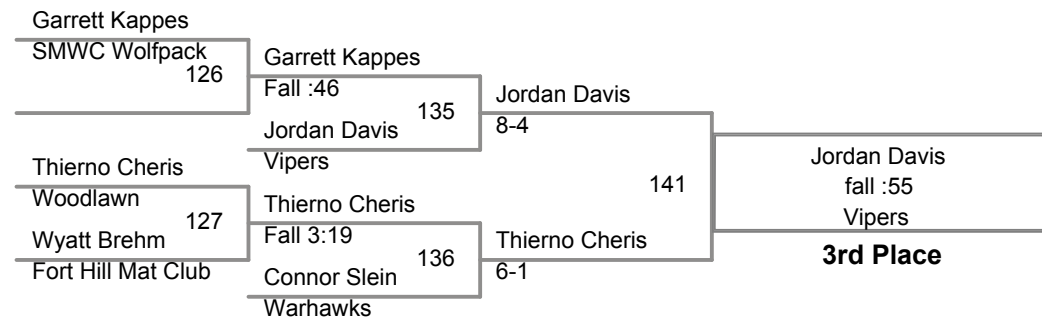 Garrett Kappes
SMWC Wolfpack
126
Garrett Kappes
Fall :46
135
Jordan Davis
Vipers
Jordan Davis
8-4
Thierno Cheris
Woodlawn
127
Wyatt Brehm
Fort Hill Mat Club
Thierno Cheris
Fall 3:19
136
Connor Slein
Warhawks
Thierno Cheris
6-1
141
Jordan Davis
fall :55
Vipers
3rd Place